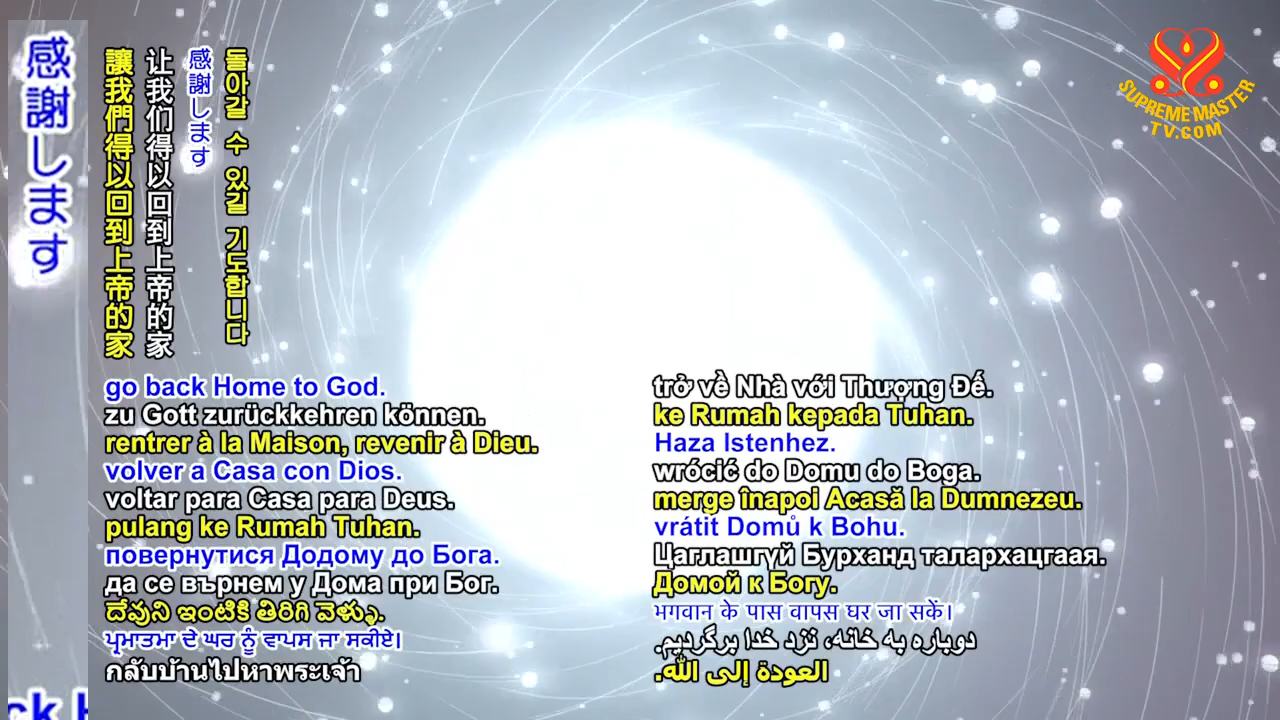 感謝します
讓我們得以回到上帝的家
让我们得以回到上帝的家
感謝します
돌아갈 수 있길 기도합니다
SUPREME MASTER
TV.COM
go back Home to God.
zu Gott zurückkehren können.
rentrer à la Maison, revenir à Dieu.
volver a Casa con Dios.
voltar para Casa para Deus.
pulang ke Rumah Tuhan.
повернутися Додому до Бога.
да се върнем у Дома при Бог.
దేవుని ఇంటికి తిరిగి వెళ్ళు.
ਪ੍ਰਮਾਤਮਾ ਦੇ ਘਰ ਨੂੰ ਵਾਪਸ ਜਾ ਸਕੀਏ।
กลับบ้านไปหาพระเจ้า
trở về Nhà với Thượng Đế.
ke Rumah kepada Tuhan.
Haza Istenhez.
wrócić do Domu do Boga.
merge înapoi Acasă la Dumnezeu.
vrátit Domů k Bohu.
Цаглашгүй Бурханд талархацгаая.
Домой к Богу.
भगवान के पास वापस घर जा सकें।
دوباره به خانه، نزد خدا برگردیم.
العودة إلى الله.
ck H